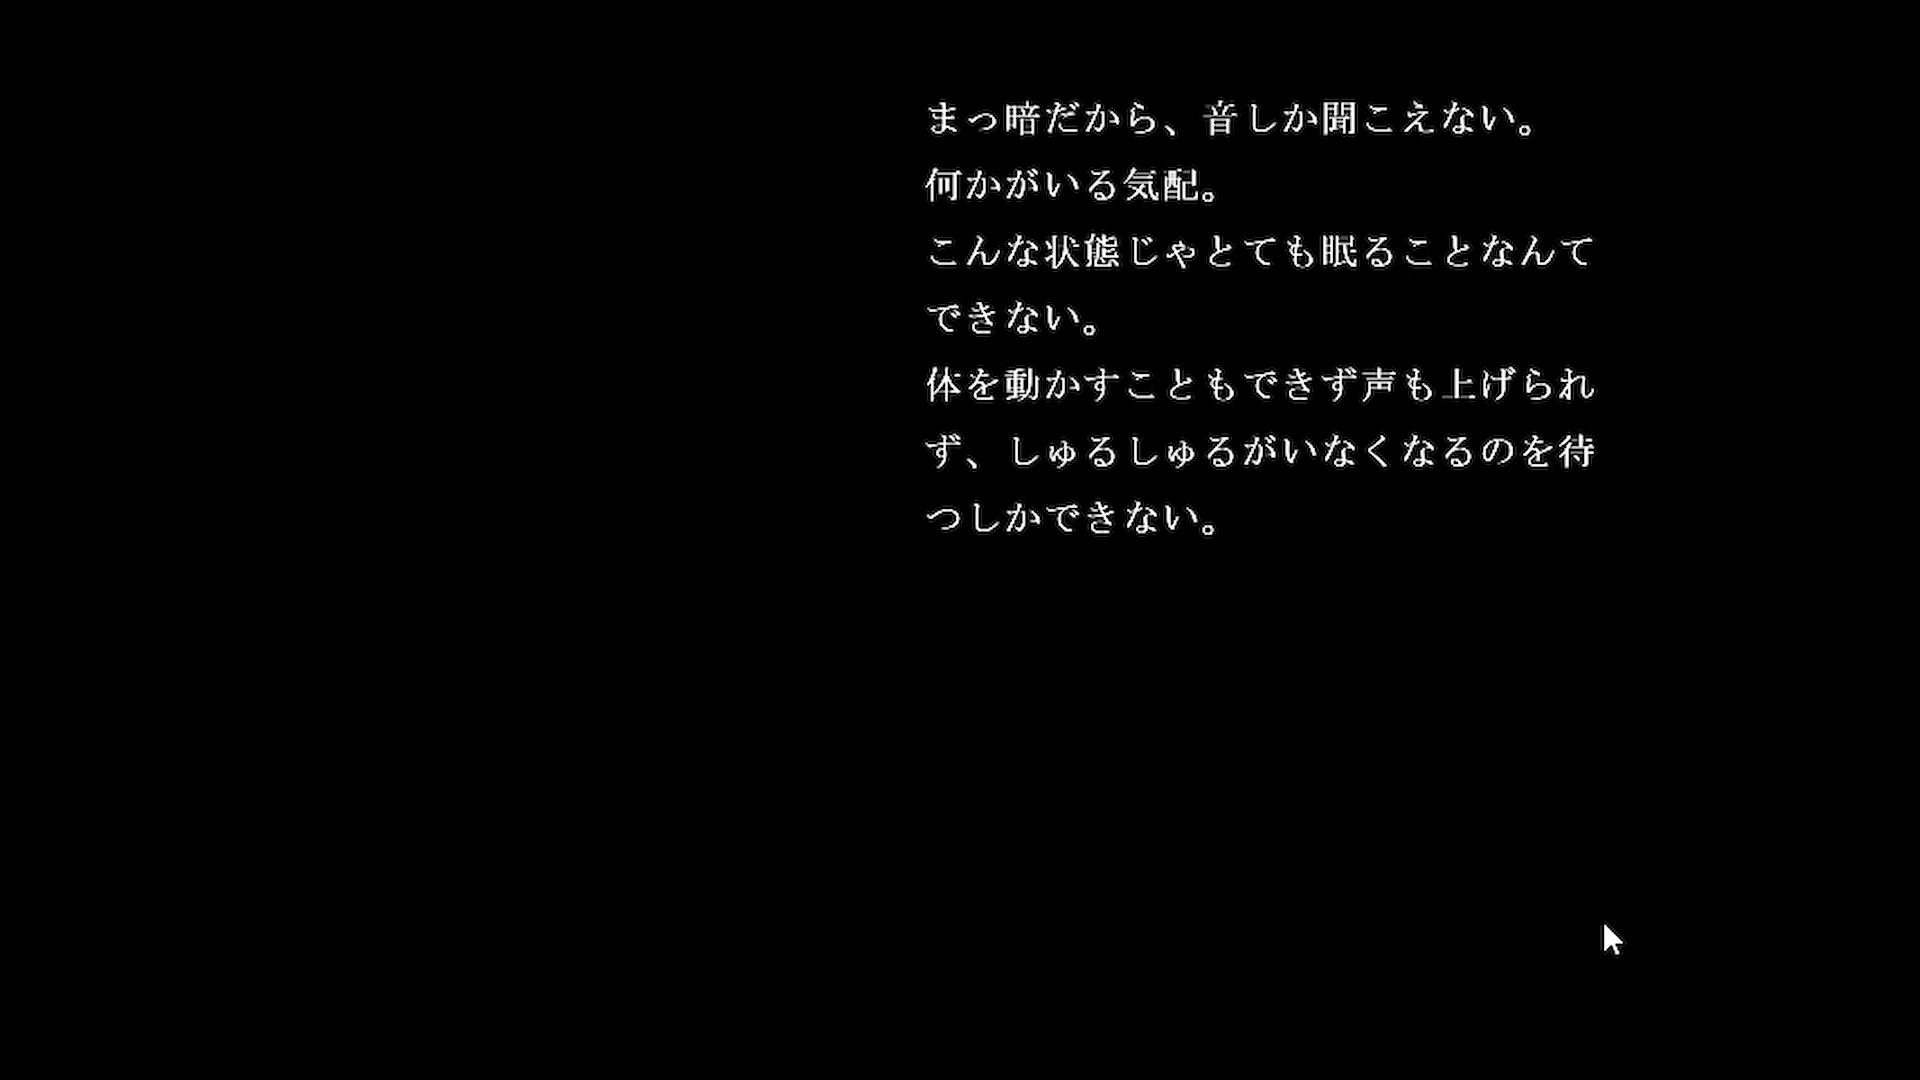 まっ暗だから、音しか聞こえない。
何かがいる気配。
こんな状態じゃとても眠ることなんて
できない。
体を動かすこともできず声も上げられ
ず、しゅるしゅるがいなくなるのを待
つしかできない。